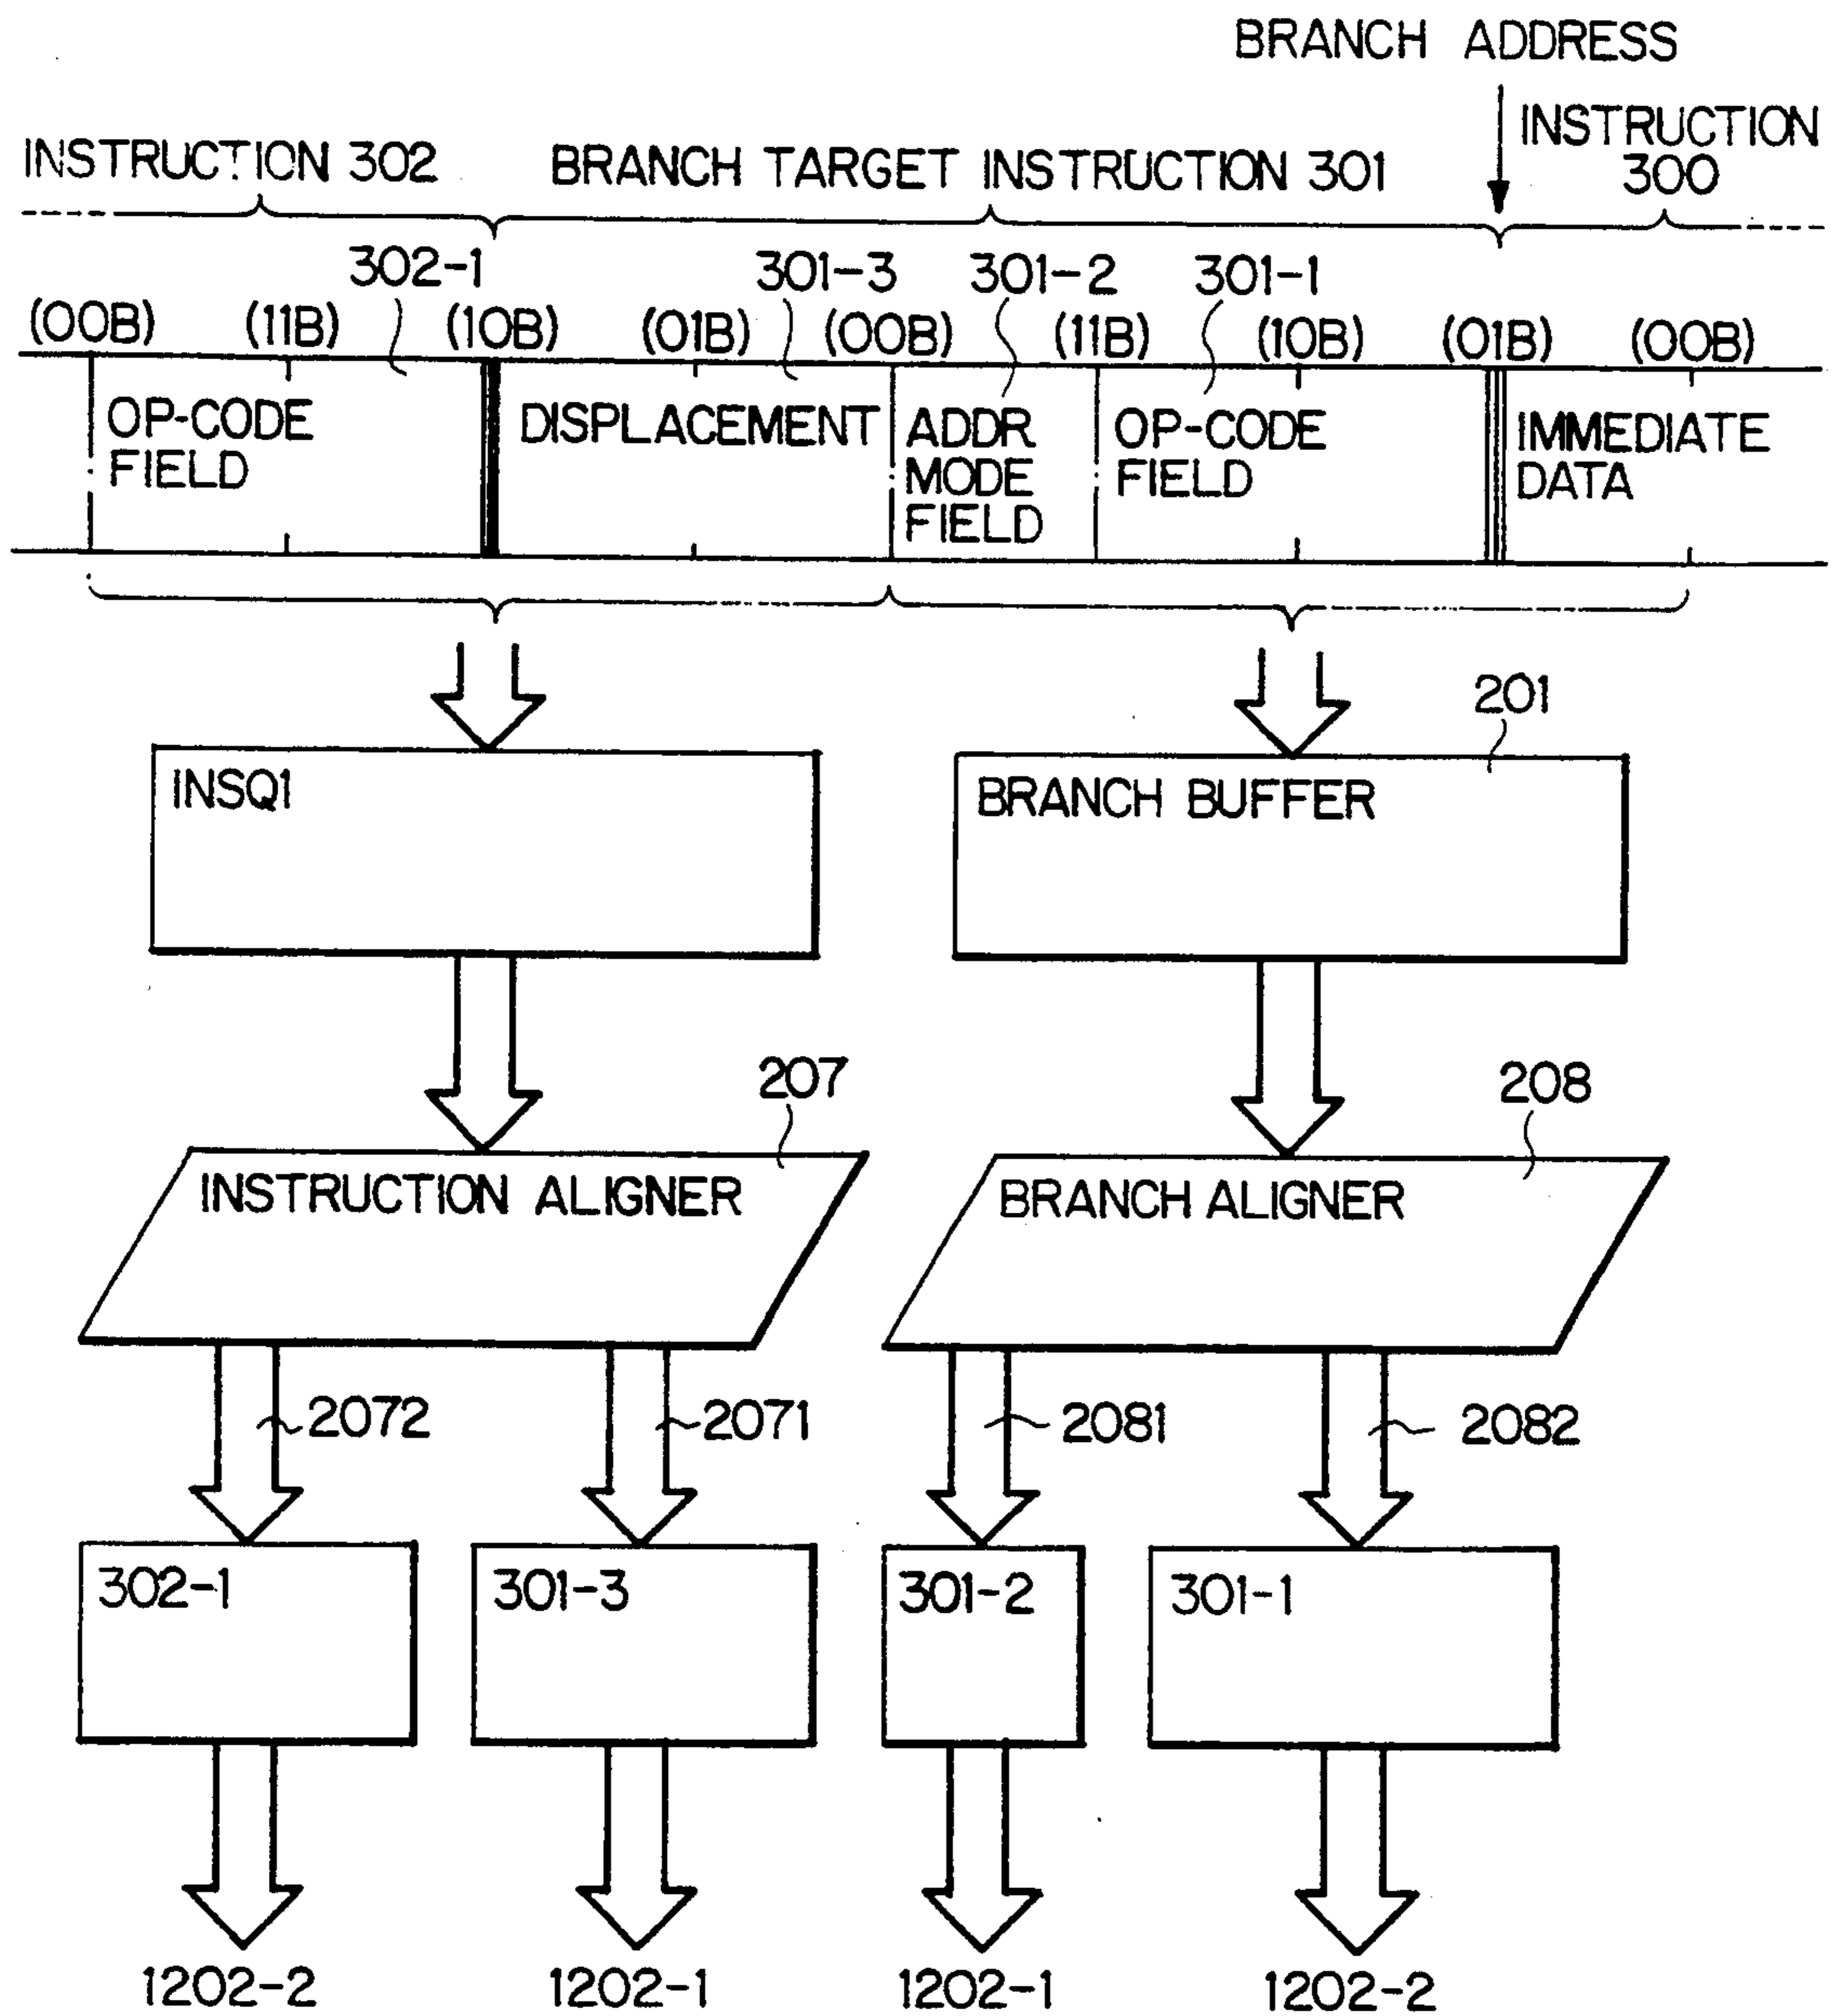 BRANCH ADDRESS
INSTRUCTION 302
BRANCH TARGET INSTRUCTION 301
INSTRUCTION
300
302-1
301-3
301-2
301-1
(00B)
(11B)
(10B)
(01B)
(00B)
(11B)
(10B)
(01B)
(00B)
OP-CODE
FIELD
DISPLACEMENT
ADDR
MODE
FIELD
OP-CODE
FIELD
IMMEDIATE
DATA
201
INSQ1
BRANCH BUFFER
207
208
INSTRUCTION ALIGNER
BRANCH ALIGNER
2072
2071
2081
2082
302-1
301-3
301-2
301-1
1202-2
1202-1
1202-1
1202-2